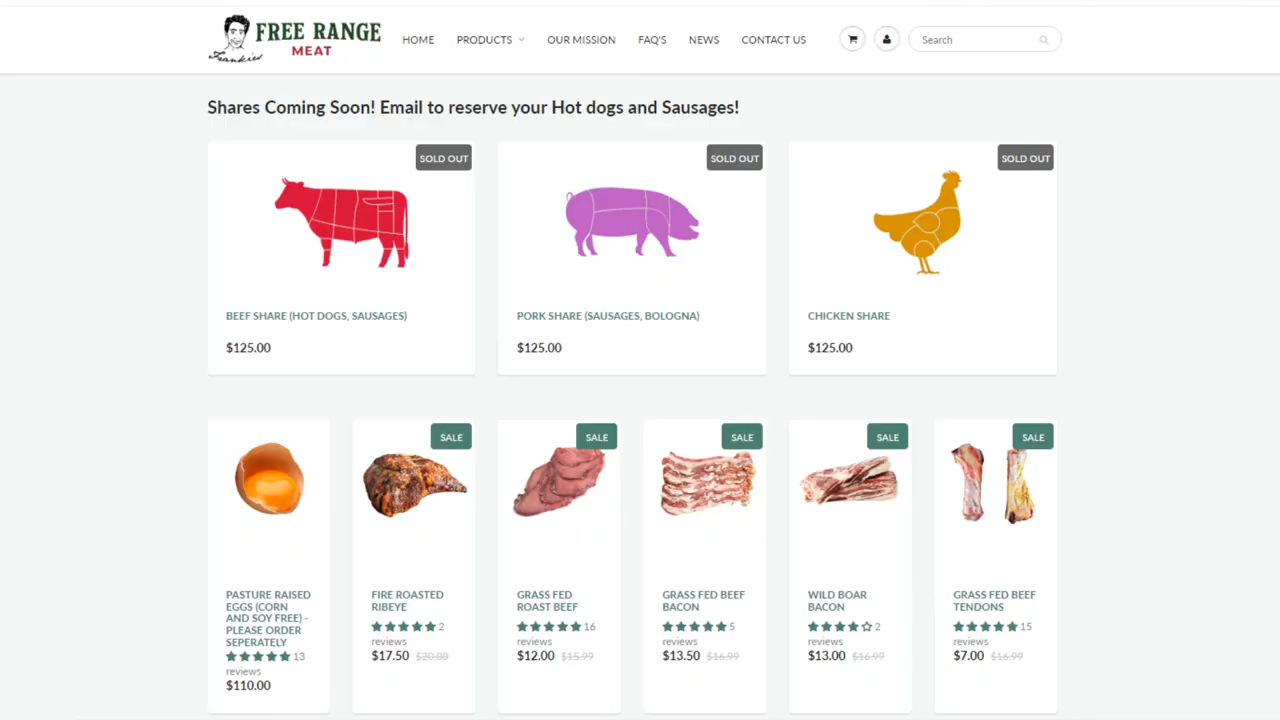 Frankies FREE RANGE
MEAT
HOME PRODUCTS OUR MISSION FAQ'S NEWS CONTACT US Search
Shares Coming Soon! Email to reserve your Hot dogs and Sausages!
SOLD OUT SOLD OUT SOLD OUT
BEEF SHARE (HOT DOGS, SAUSAGES) PORK SHARE (SAUSAGES, BOLOGNA) CHICKEN SHARE
$125.00 $125.00 $125.00
PASTURE RAISED
EGGS (CORN
AND SOY FREE) -
PLEASE ORDER
SEPERATELY
13
reviews
$110.00
SALE
FIRE ROASTED
RIBEYE
2
reviews
$17.50 $20.00
SALE
GRASS FED
ROAST BEEF
16
reviews
$12.00 $15.99
SALE
GRASS FED BEEF
BACON
5
reviews
$13.50 $16.99
SALE
WILD BOAR
BACON
2
reviews
$13.00 $16.99
SALE
GRASS FED BEEF
TENDONS
15
reviews
$7.00 $16.99